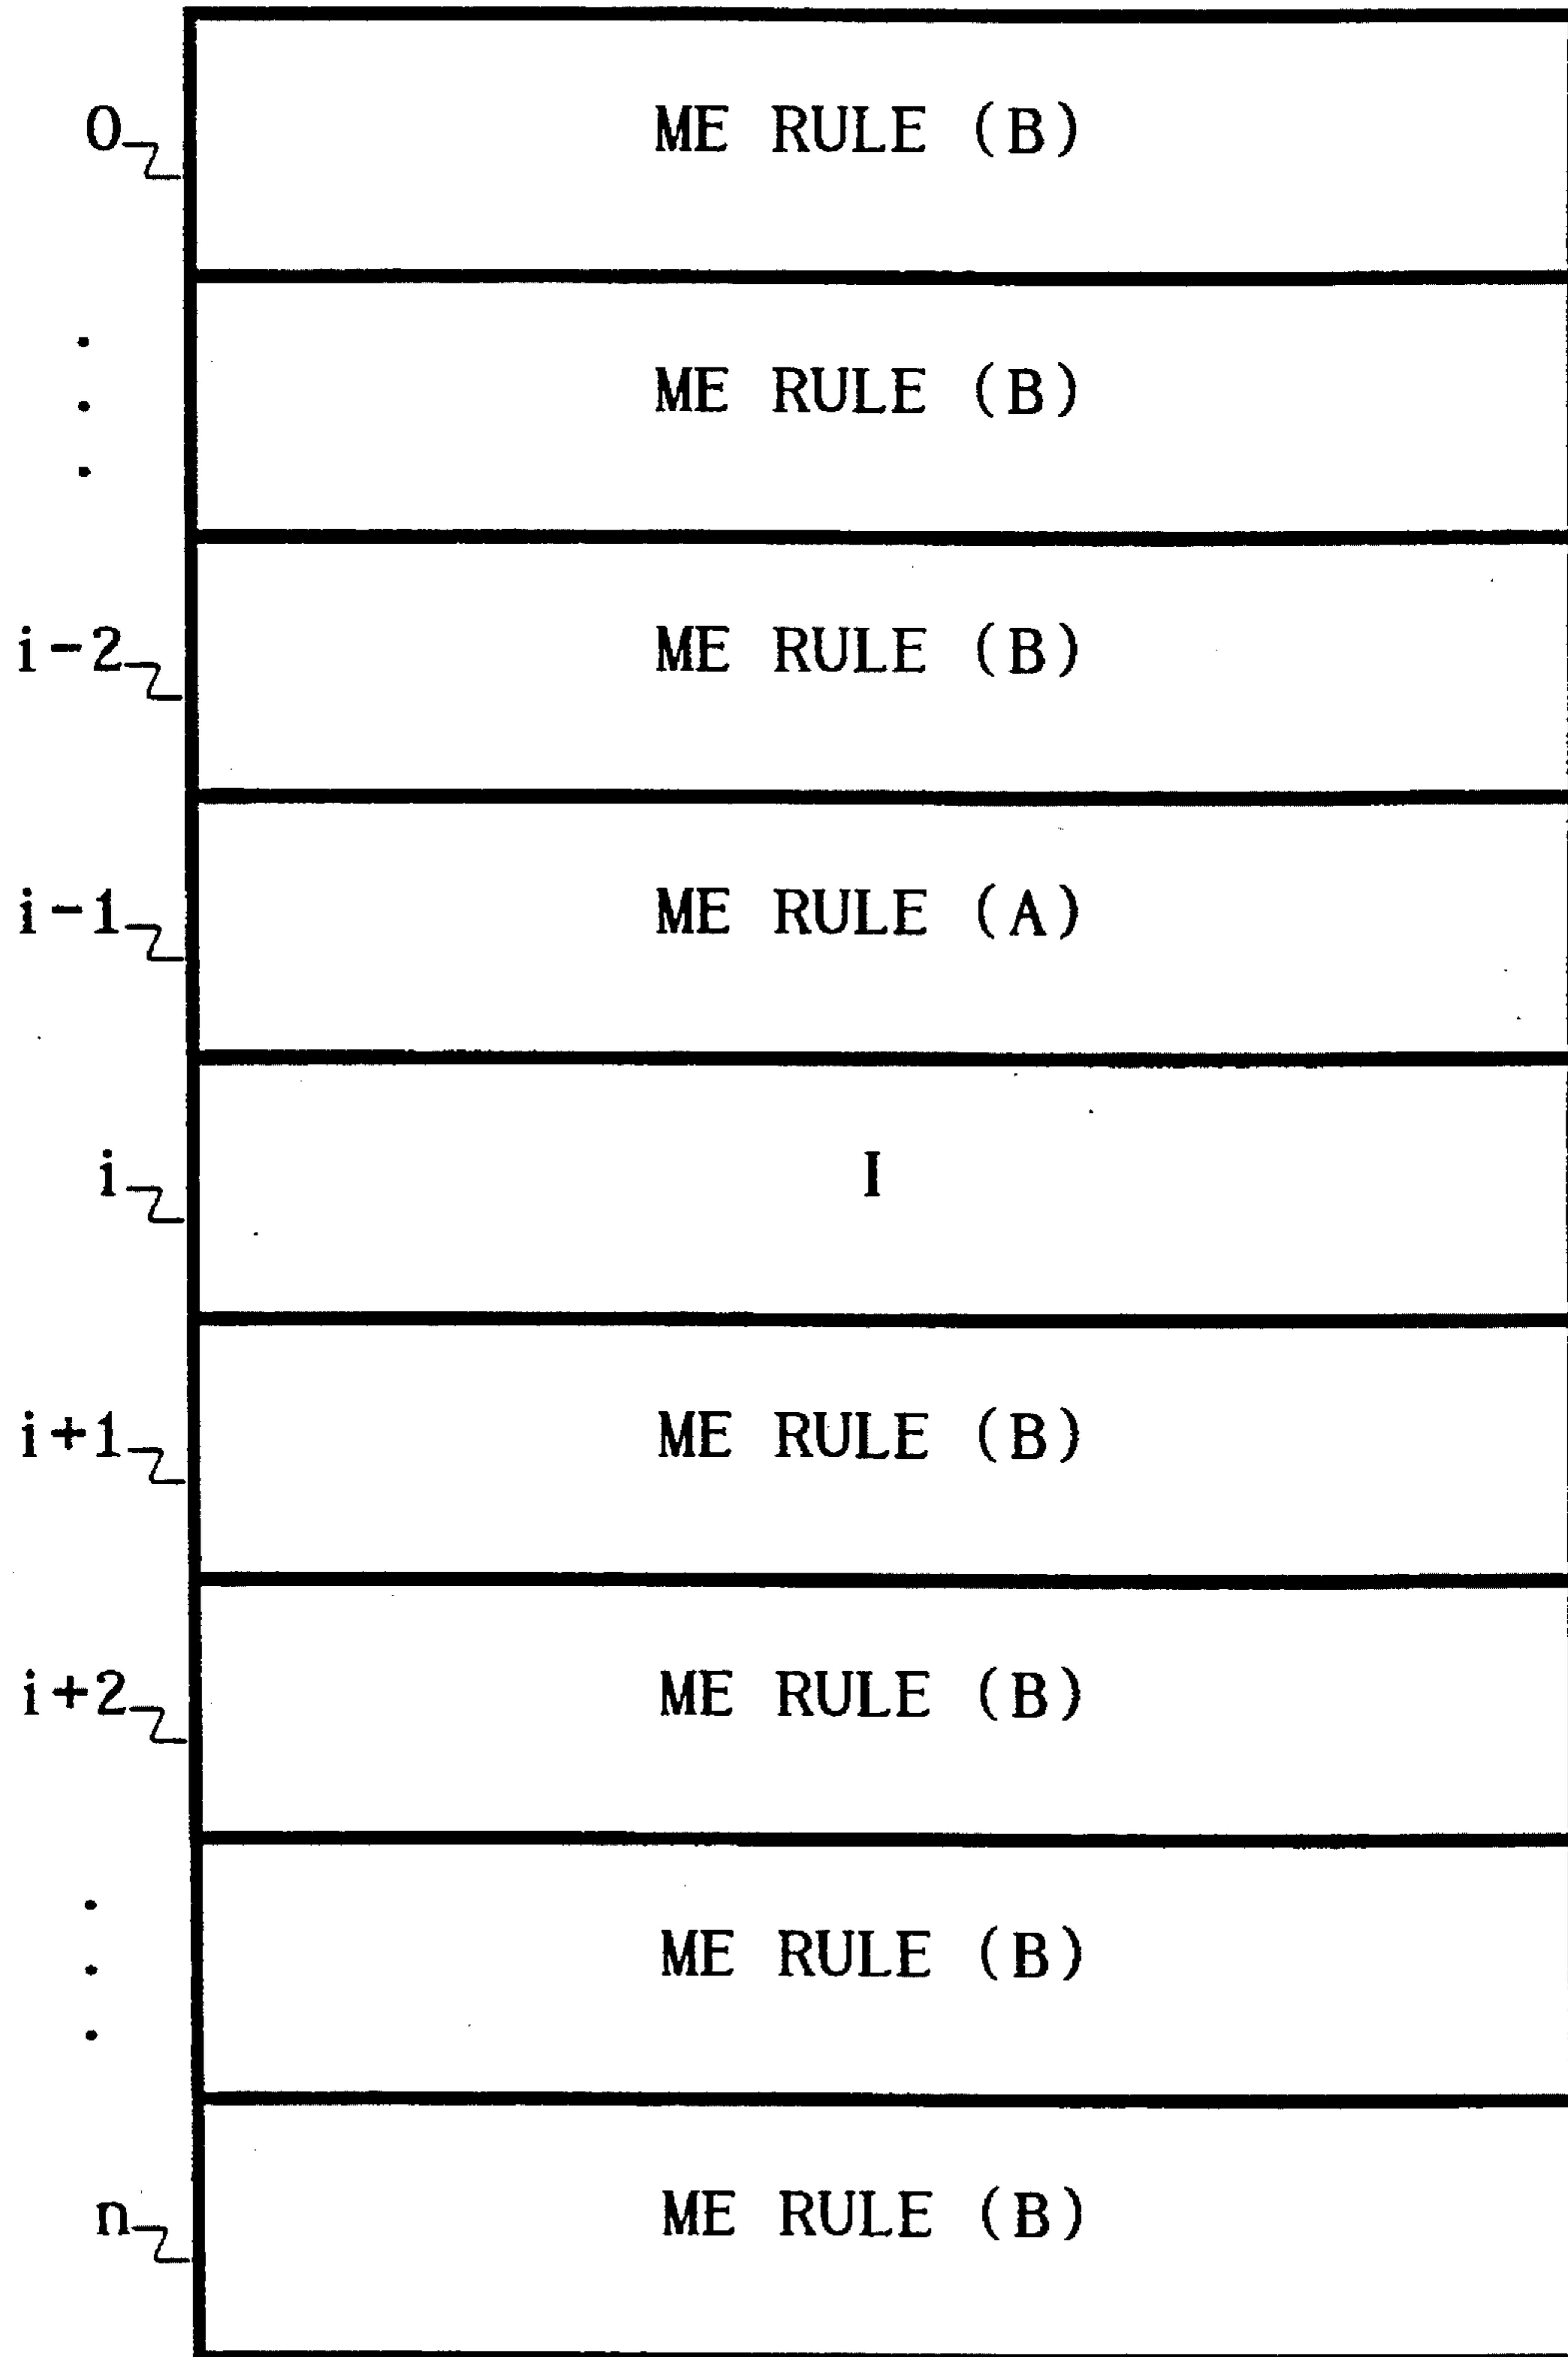 0 ME RULE (B)
. ME RULE (B)
.
.
i-2 ME RULE (B)
i-1 ME RULE (A)
i I
i+1 ME RULE (B)
i+2 ME RULE (B)
. ME RULE (B)
.
.
n ME RULE (B)